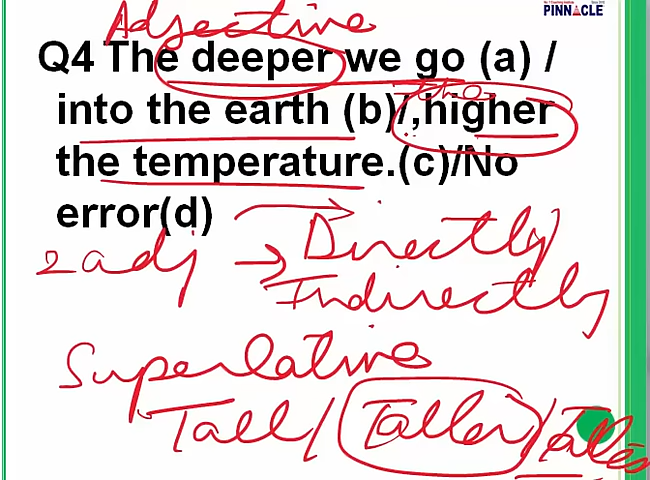 PINNACLE
Adjective
Q4 The deeper we go (a) /
the
into the earth (b)/,higher
the temperature.(c)/No
error(d)
2 adj → Directly
Indirectly
Superlative
Tall/ Taller/